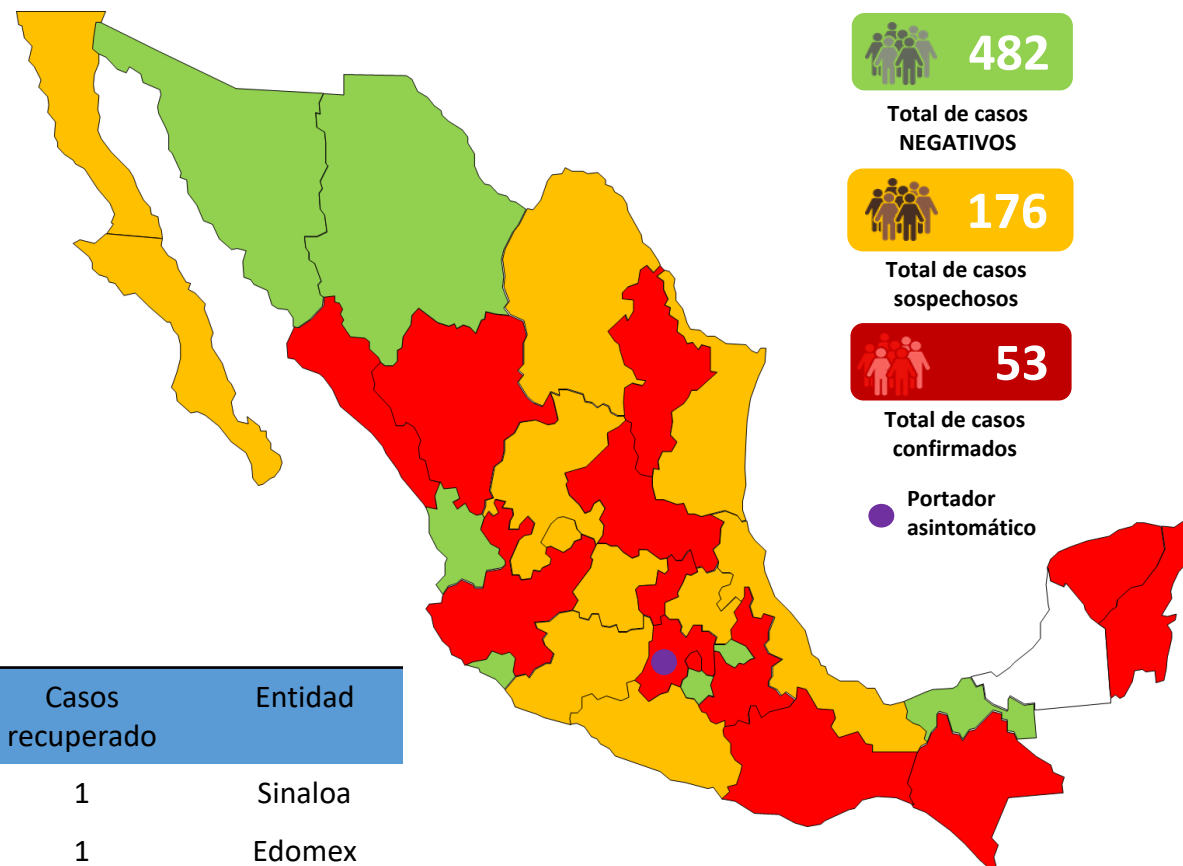 482
Total de casos
NEGATIVOS
176
Total de casos
sospechosos
53
Total de casos
confirmados
Portador
asintomático
Casos
recuperado
Entidad
1 Sinaloa
1 Edomex